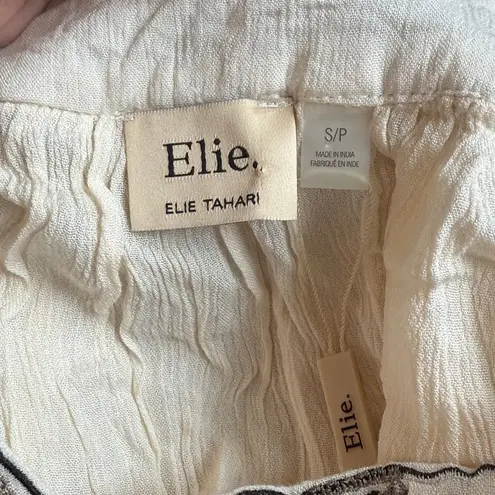 Elie.
ELIE TAHARI
S/P
MADE IN INDIA
FABRIQUÉ EN INDE
Elie.